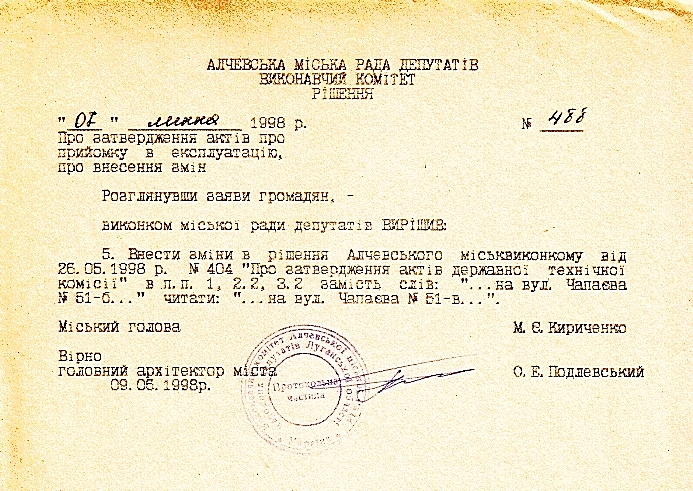 АЛЧЕВСЬКА МІСЬКА РАДА ДЕПУТАТІВ
ВИКОНАВЧИЙ КОМІТЕТ
РІШЕННЯ
"07" липня 1998 р. № 488
Про затвердження актів про
прийомку в експлуатацію,
про внесення змін
Розглянувши заяви громадян, -
виконком міської ради депутатів ВИРІШИВ:
5. Внести зміни в рішення Алчевського міськвиконкому від
26.05.1998 р. № 404 "Про затвердження актів державної технічної
комісії" в п.п. 1, 2.2, 3.2 замість слів: "...на вул. Чапаєва
№ 51-б..." читати: "...на вул. Чапаєва № 51-в...".
Міський голова М. Є. Кириченко
Вірно
головний архітектор міста О. Е. Подлевський
09.06.1998р.
Протокольна
частина